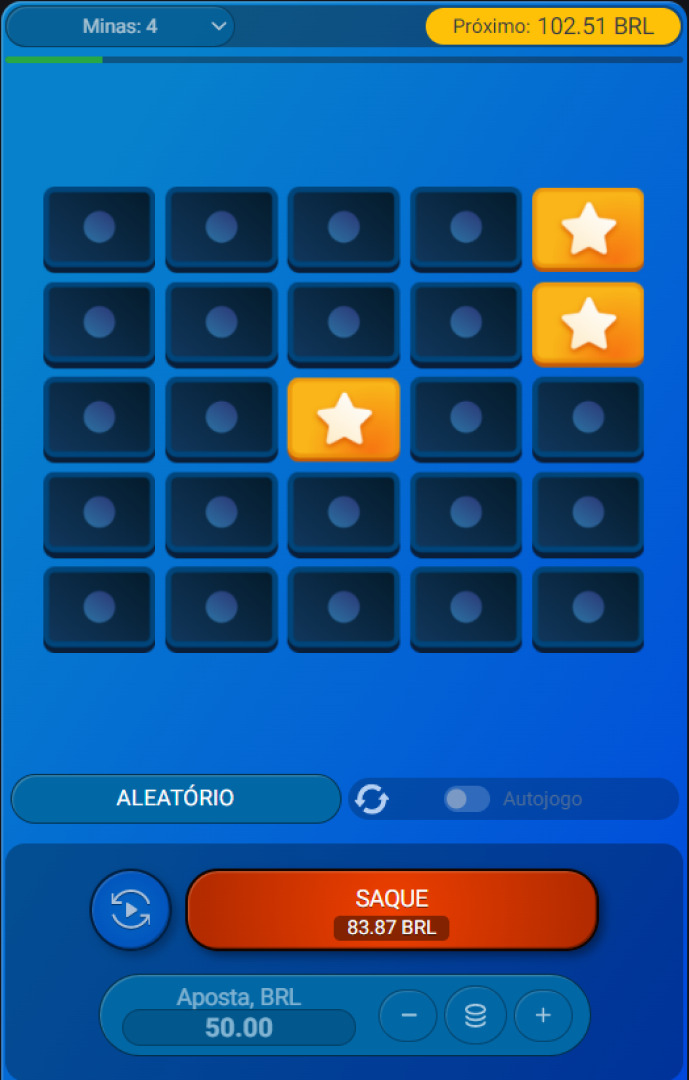 Minas: 4
Próximo: 102.51 BRL
ALEATÓRIO
Autojogo
SAQUE
83.87 BRL
Aposta, BRL
50.00